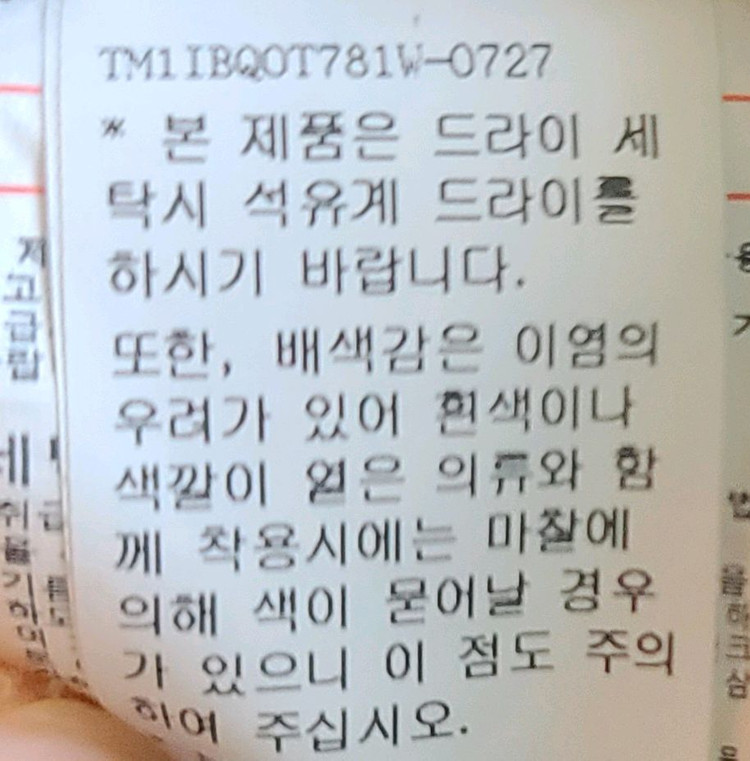 TM1IBQOT781W-0727
* 본 제품은 드라이 세
탁시 석유계 드라이를
하시기 바랍니다.
또한, 배색감은 이염의
우려가 있어 흰색이나
색깔이 엷은 의류와 함
께 착용시에는 마찰에
의해 색이 묻어날 경우
가 있으니 이 점도 주의
하여 주십시오.